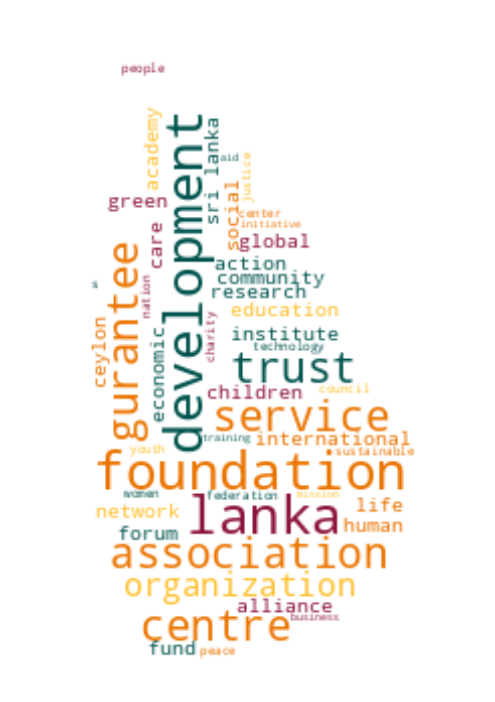 people
academy
development
sri lanka
aid
justice
green
social
center
initiative
care
global
gurantee
action
community
nation
s
research
education
ceylon
economic
charity
institute
technology
trust
children
council
service
training
international
youth
sustainable
foundation
women
federation
mission
network
lanka
life
human
forum
association
organization
alliance
centre
business
fund
peace